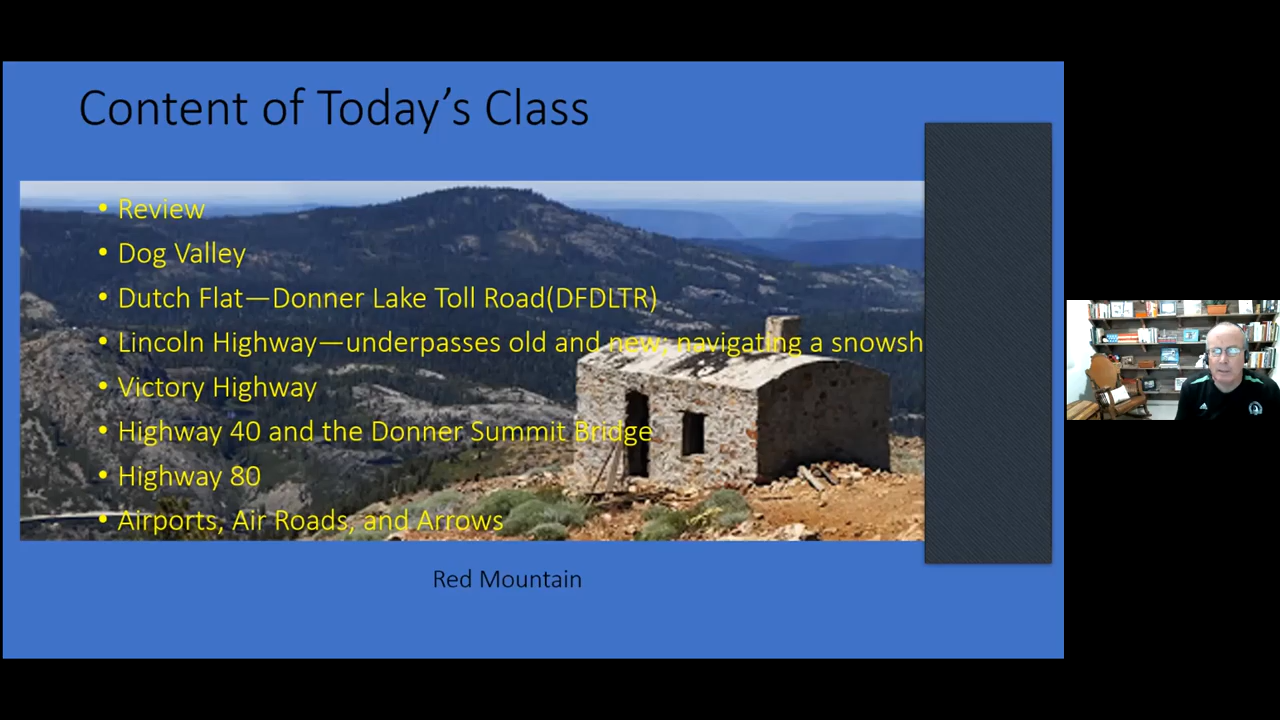 Content of Today’s Class
• Review
• Dog Valley
• Dutch Flat—Donner Lake Toll Road(DFDLTR)
• Lincoln Highway—underpasses old and new; navigating a snowsh
• Victory Highway
• Highway 40 and the Donner Summit Bridge
• Highway 80
• Airports, Air Roads, and Arrows
Red Mountain